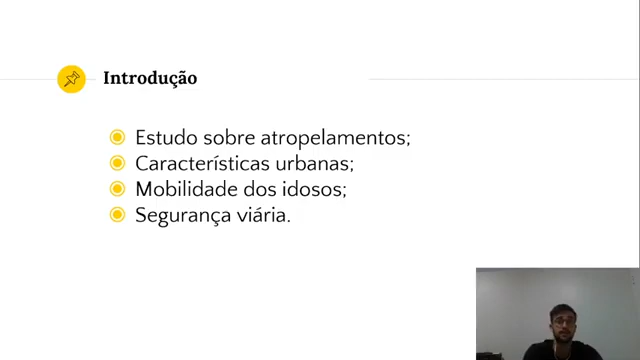 Introdução
Estudo sobre atropelamentos;
Características urbanas;
Mobilidade dos idosos;
Segurança viária.